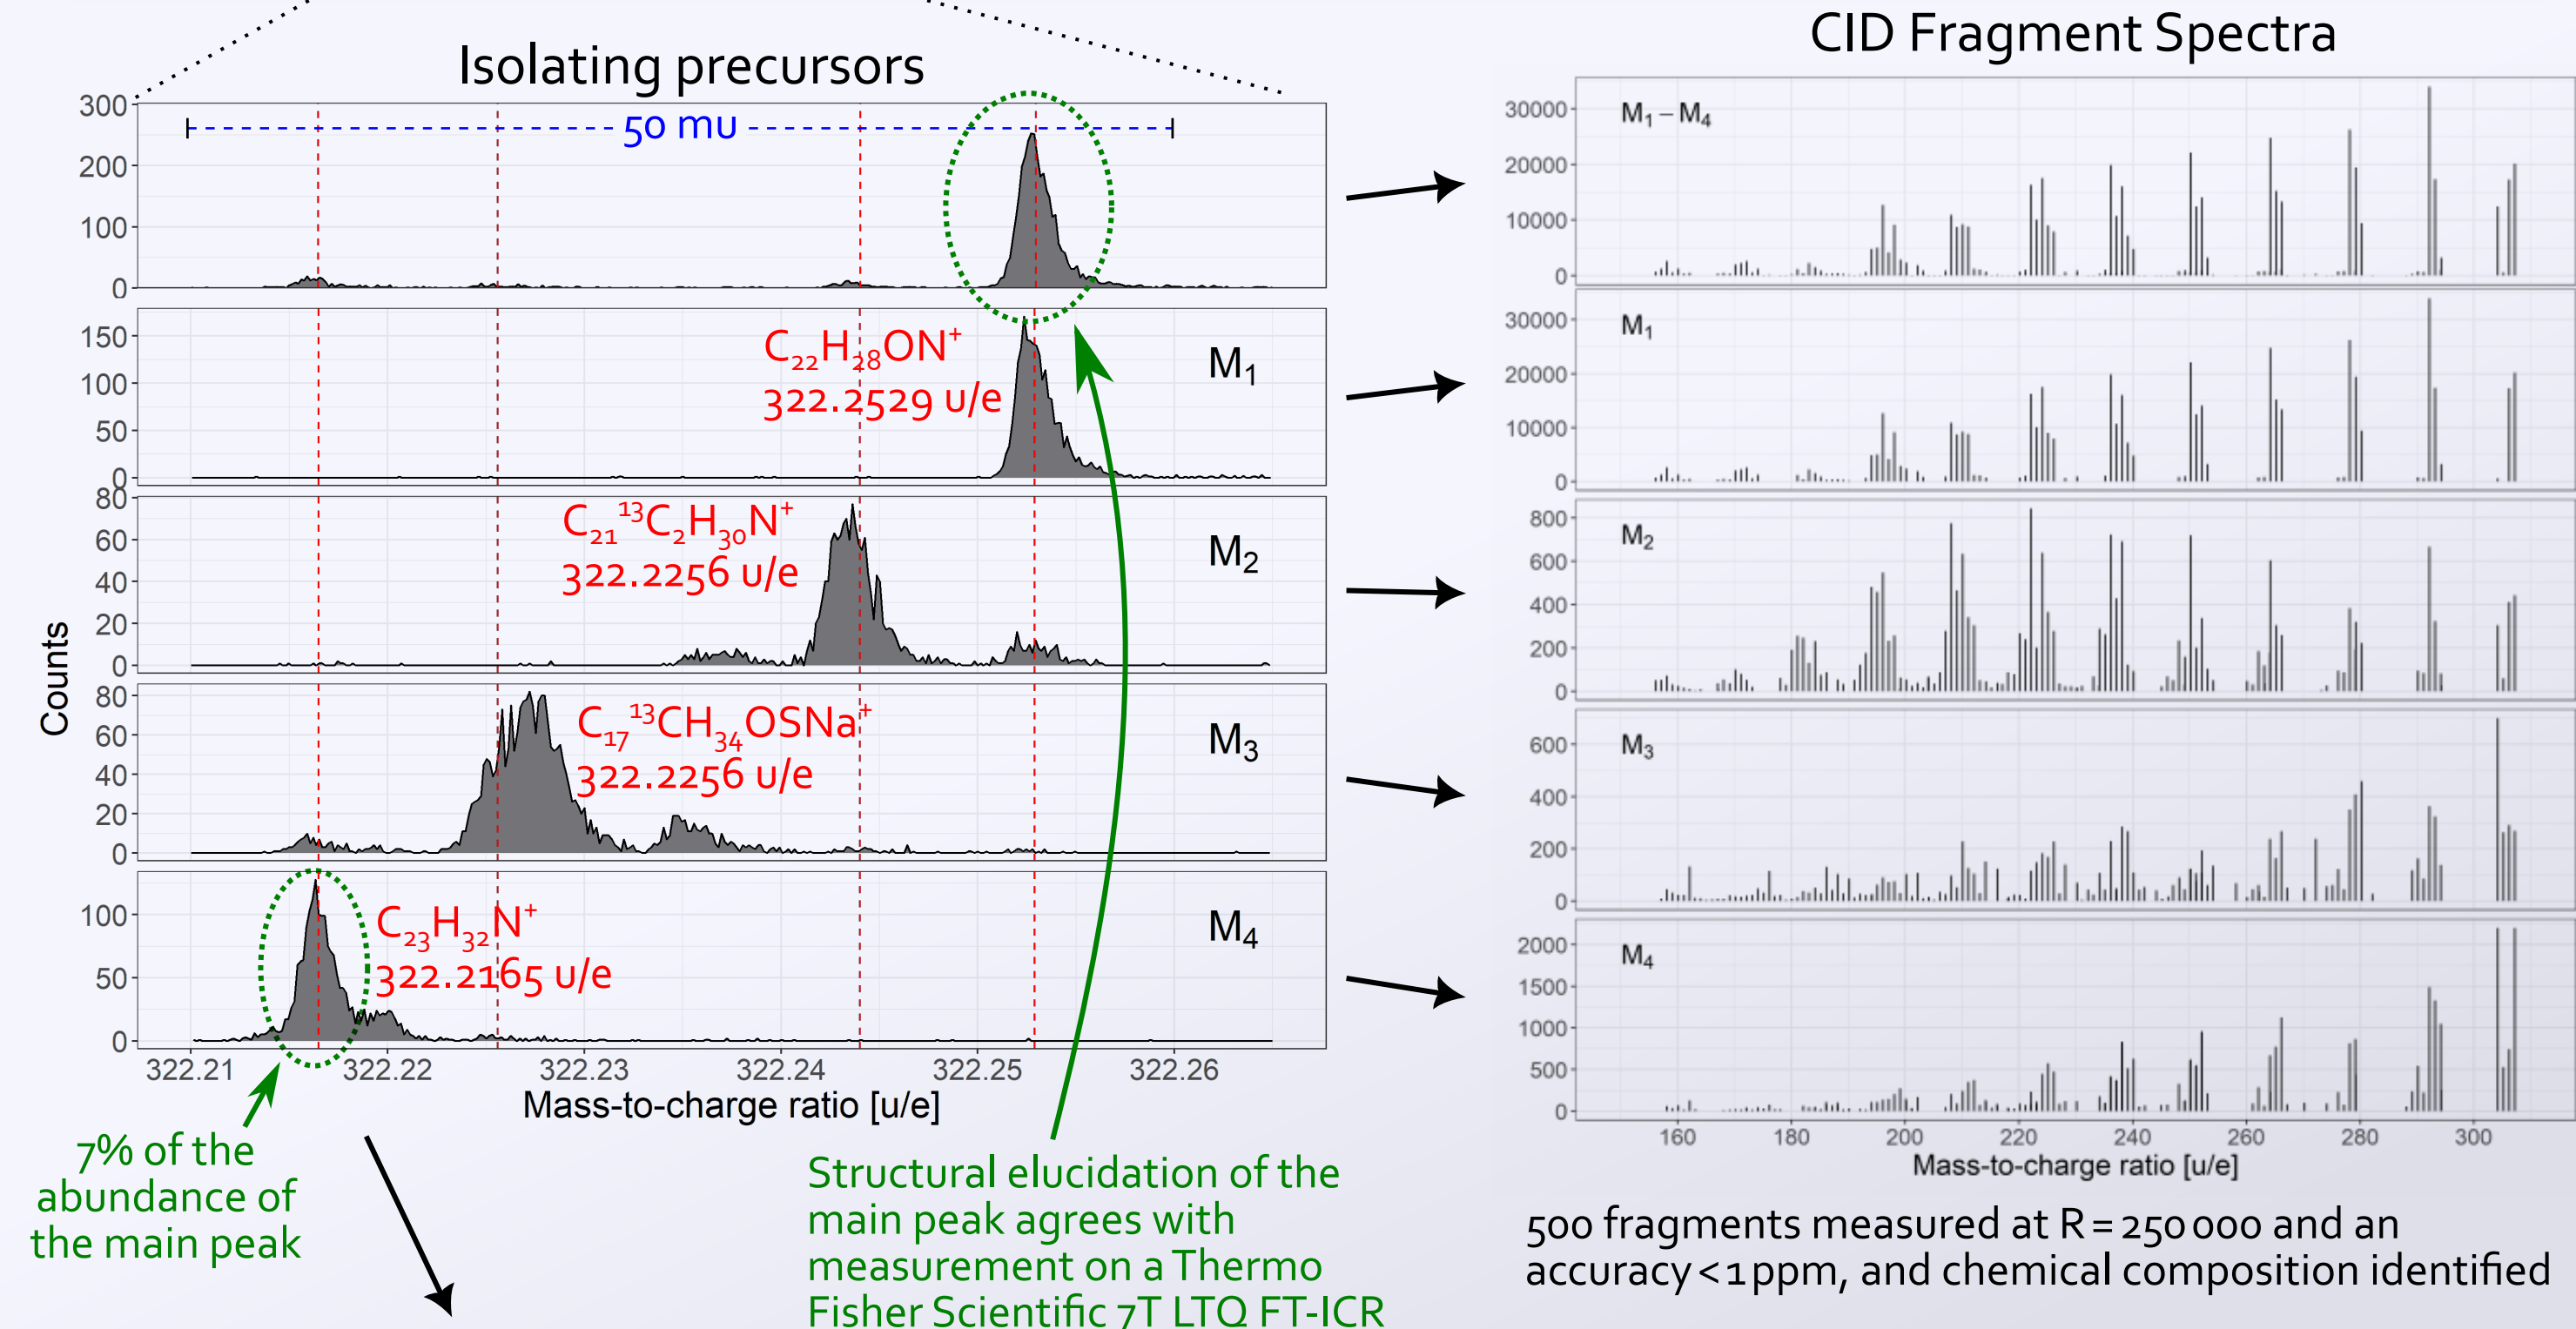 Isolating precursors
300
200
100
0
50 mu
150
100
50
0
C₂₂H₂₈ON⁺
322.2529 u/e
M₁
80
60
40
20
0
C₂₁¹³C₂H₃₀N⁺
322.2256 u/e
M₂
80
60
40
20
0
C₁₇¹³CH₃₄OSNa⁺
322.2256 u/e
M₃
100
50
0
C₂₃H₃₂N⁺
322.2165 u/e
M₄
Counts
322.21 322.22 322.23 322.24 322.25 322.26
Mass-to-charge ratio [u/e]
7% of the
abundance of
the main peak
Structural elucidation of the
main peak agrees with
measurement on a Thermo
Fisher Scientific 7T LTQ FT-ICR
CID Fragment Spectra
30000
20000
10000
0
M₁ – M₄
30000
20000
10000
0
M₁
800
600
400
200
0
M₂
600
400
200
0
M₃
2000
1500
1000
500
0
M₄
160 180 200 220 240 260 280 300
Mass-to-charge ratio [u/e]
500 fragments measured at R = 250 000 and an
accuracy < 1 ppm, and chemical composition identified